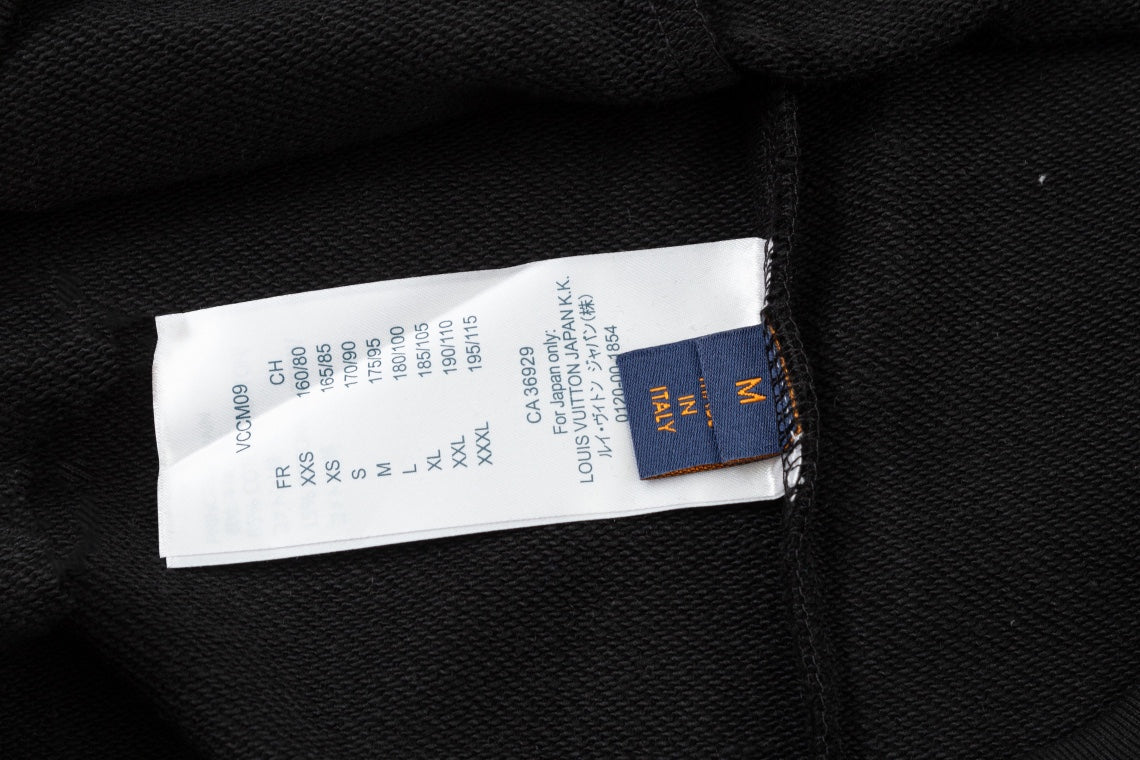 VCCM09
FR CH
XXS 160/80
XS 165/85
S 170/90
M 175/95
L 180/100
XL 185/105
XXL 190/110
XXXL 195/115
CA 36929
For Japan only:
LOUIS VUITTON JAPAN K.K.
ルイ・ヴィトン ジャパン(株)
0120-00-1854
M
IN
ITALY